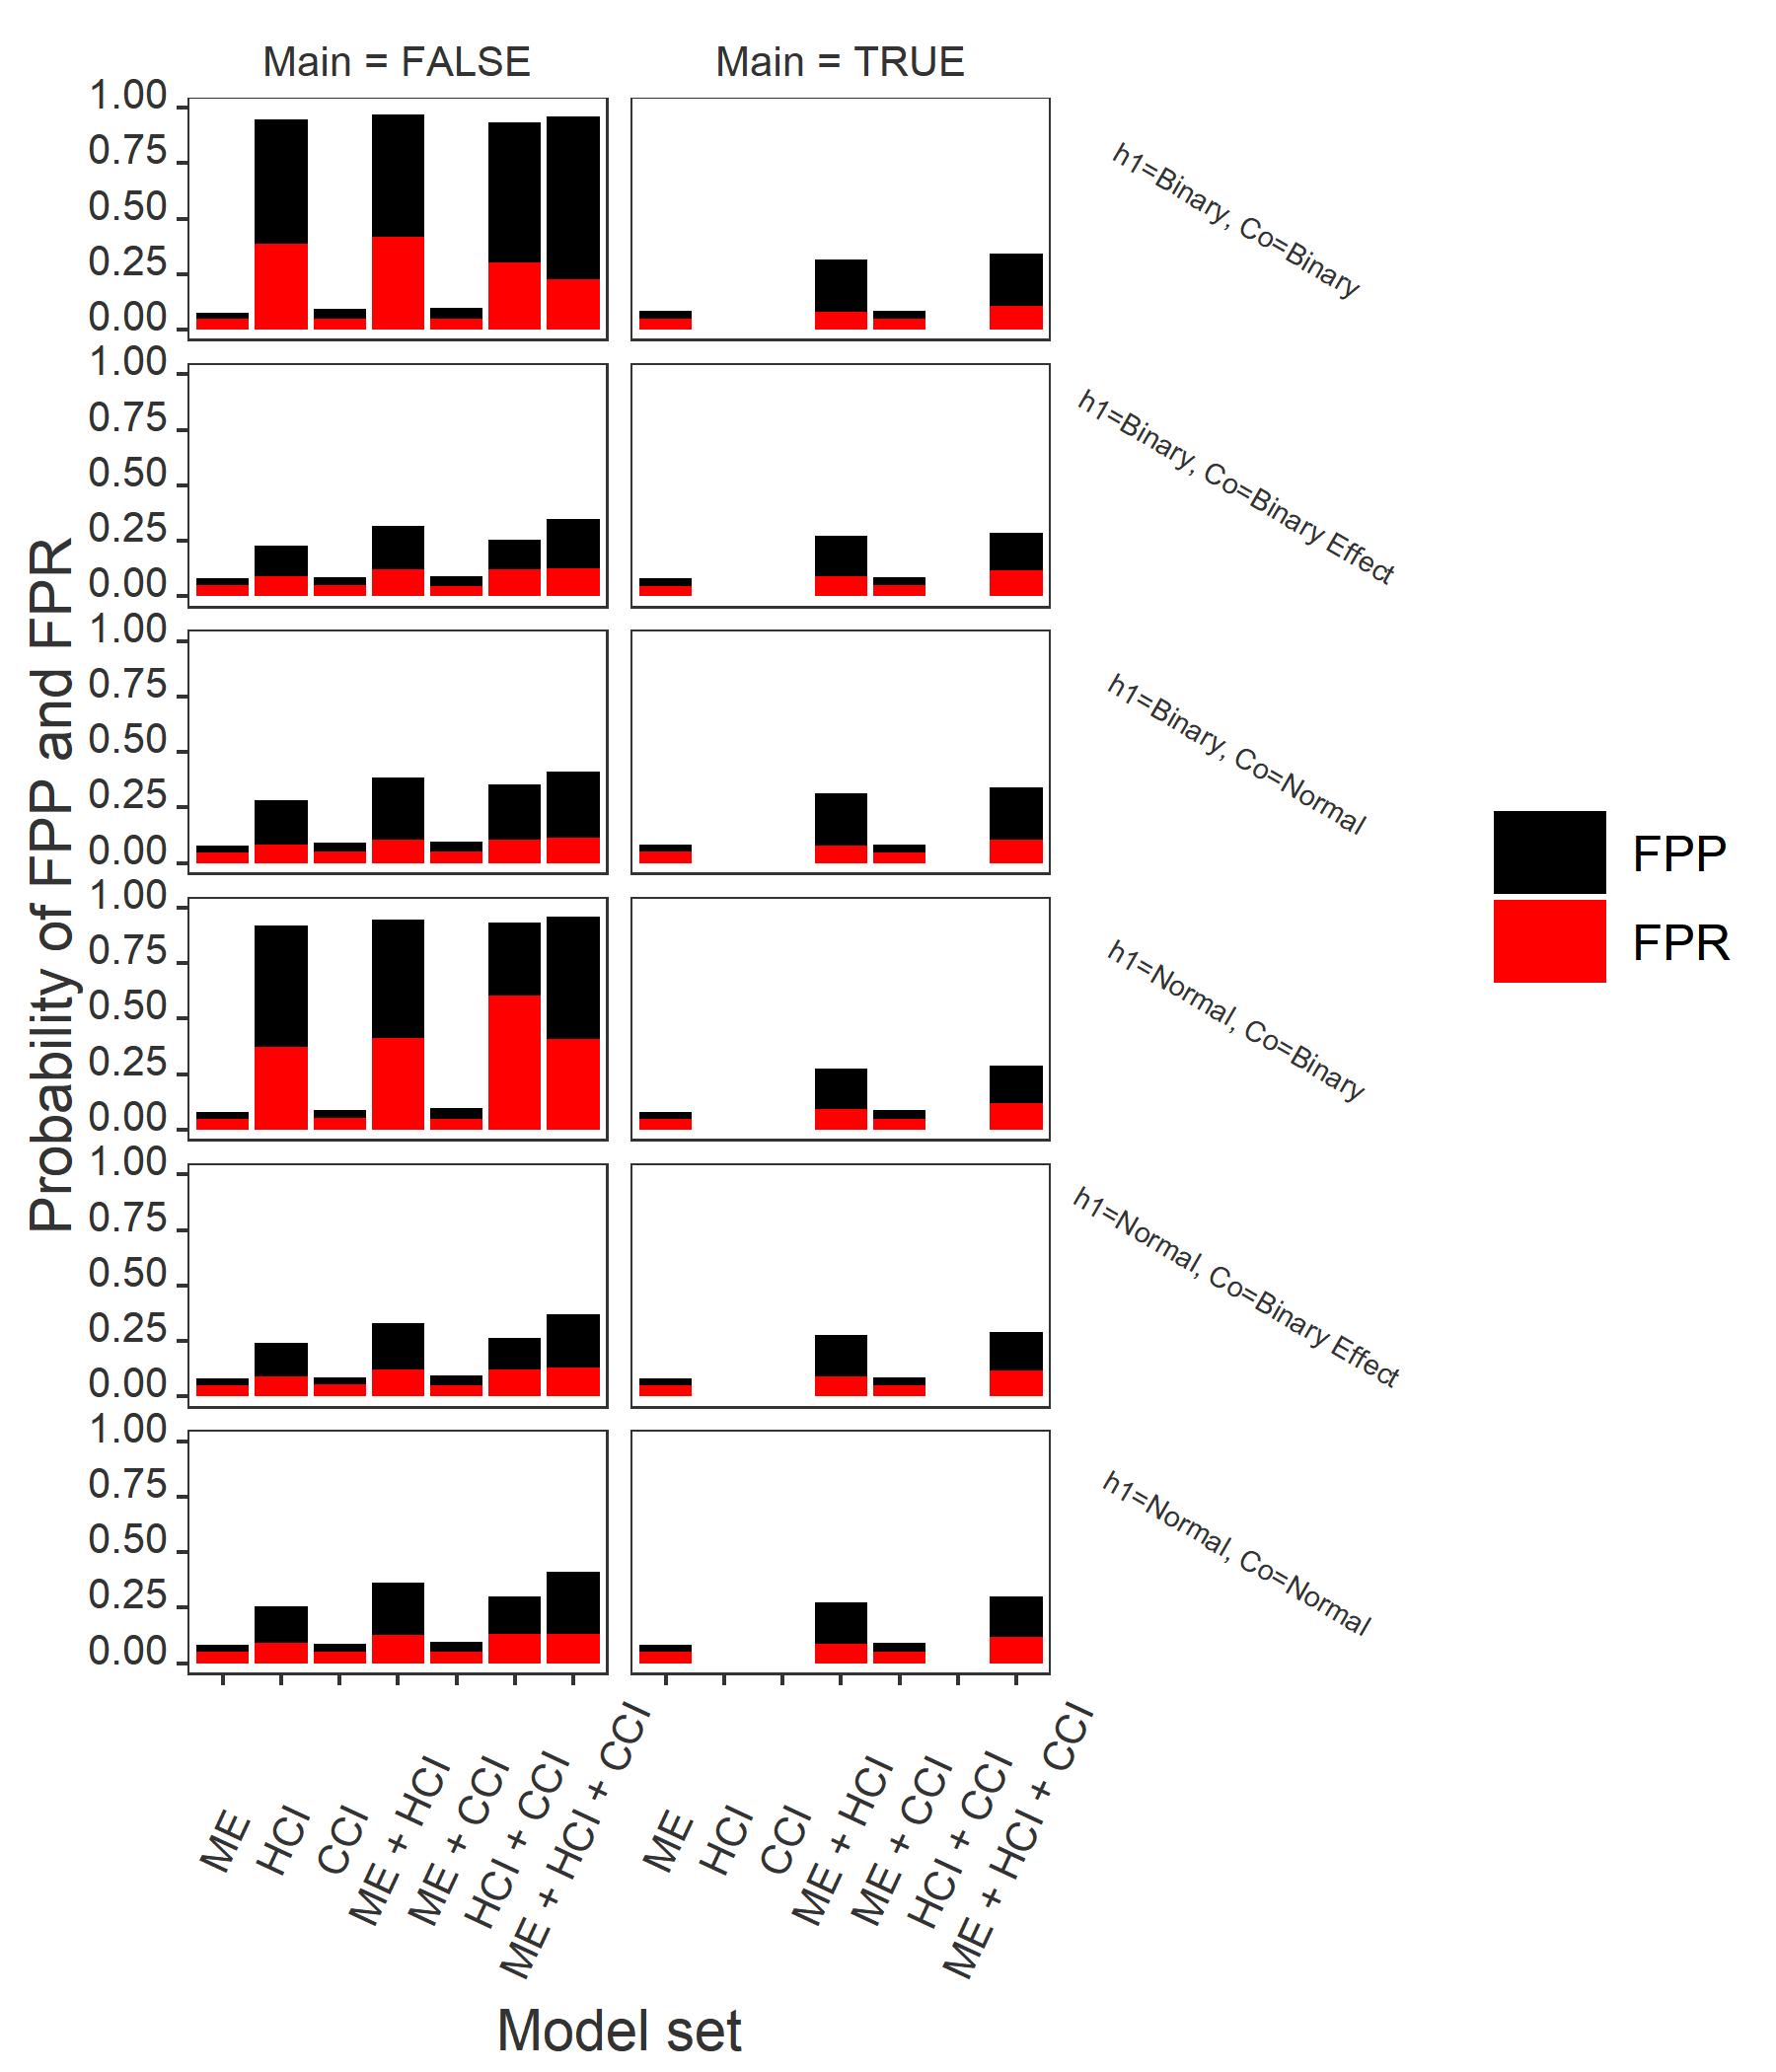 Main = FALSE
Main = TRUE
Probability of FPP and FPR
1.00
0.75
0.50
0.25
0.00
h1=Binary, Co=Binary
1.00
0.75
0.50
0.25
0.00
h1=Binary, Co=Binary Effect
1.00
0.75
0.50
0.25
0.00
h1=Binary, Co=Normal
1.00
0.75
0.50
0.25
0.00
h1=Normal, Co=Binary
1.00
0.75
0.50
0.25
0.00
h1=Normal, Co=Binary Effect
1.00
0.75
0.50
0.25
0.00
h1=Normal, Co=Normal
FPP
FPR
ME
HCI
CCI
ME + HCI
ME + CCI
HCI + CCI
ME + HCI + CCI
ME
HCI
CCI
ME + HCI
ME + CCI
HCI + CCI
ME + HCI + CCI
Model set